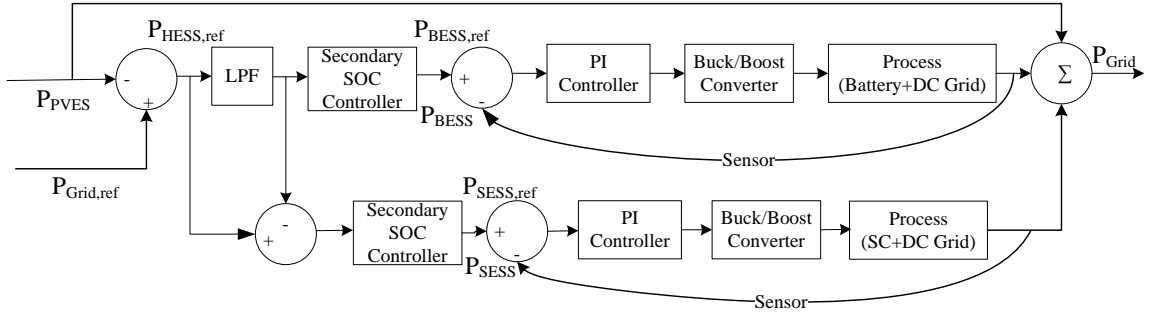 P_HESS,ref
P_BESS,ref
P_Grid
-
+
LPF
Secondary
SOC
Controller
+
-
PI
Controller
Buck/Boost
Converter
Process
(Battery+DC Grid)
Σ
P_PVES
P_BESS
Sensor
P_Grid,ref
P_SESS,ref
-
+
Secondary
SOC
Controller
+
-
PI
Controller
Buck/Boost
Converter
Process
(SC+DC Grid)
P_SESS
Sensor